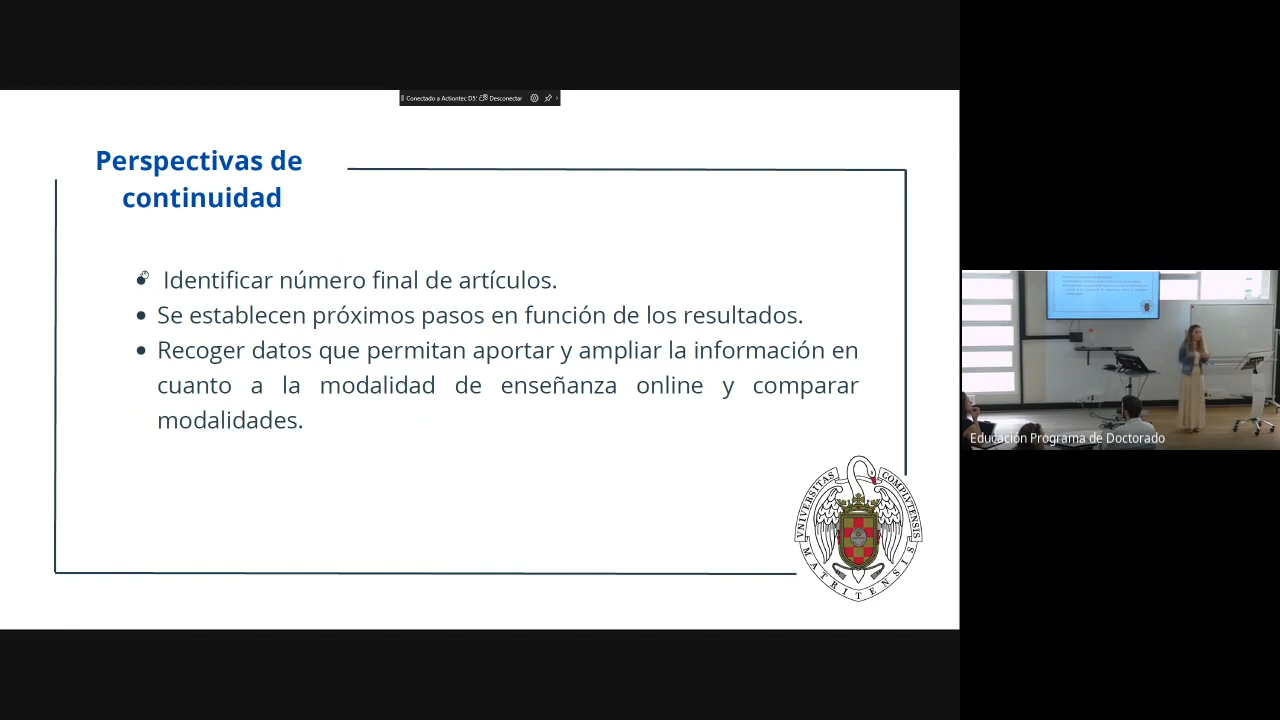 Conectado a Actiontec D5: Desconectar
Perspectivas de
continuidad
Identificar número final de artículos.
Se establecen próximos pasos en función de los resultados.
Recoger datos que permitan aportar y ampliar la información en
cuanto a la modalidad de enseñanza online y comparar
modalidades.
VNIVERSITAS COMPLVTENSIS
MATRITENSIS
Educación Programa de Doctorado